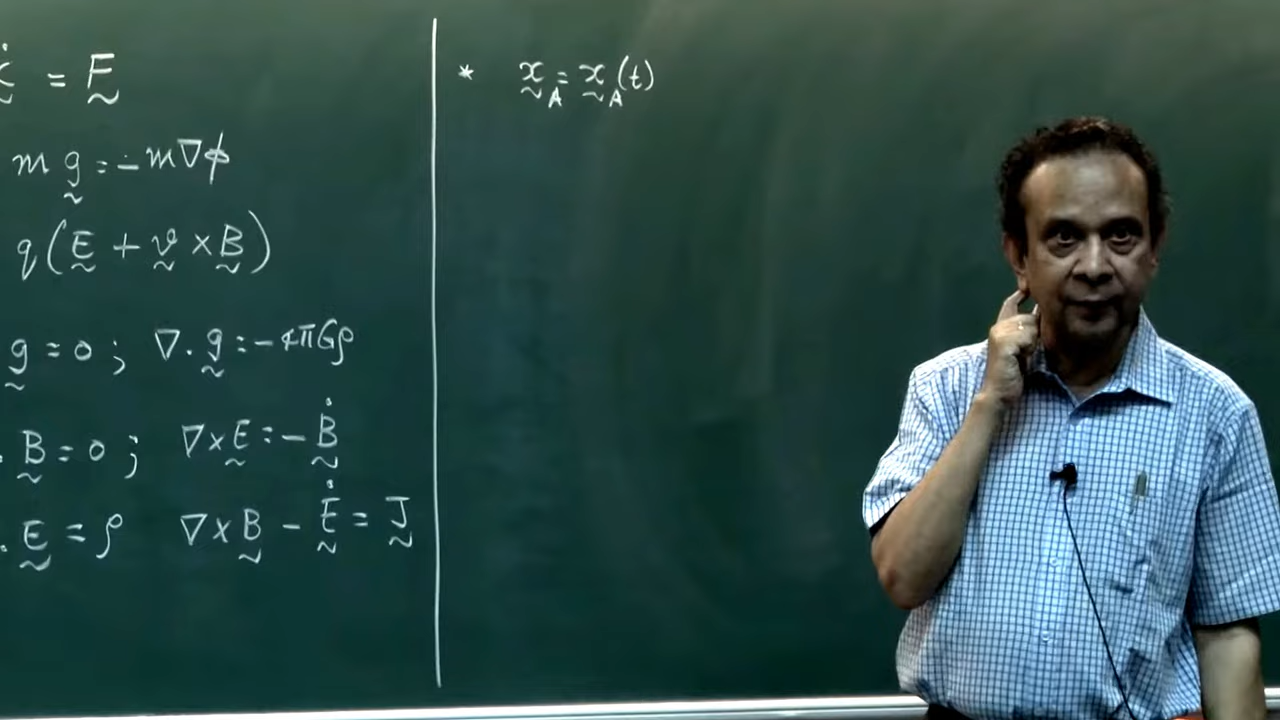 ẋ = F
m g = - m∇ϕ
q(E + v × B)
g = 0 ; ∇. g = - 4πGρ
. B = 0 ; ∇×E = - Ḃ
. E = ρ ∇×B - Ė = J
* x_A = x_A(t)